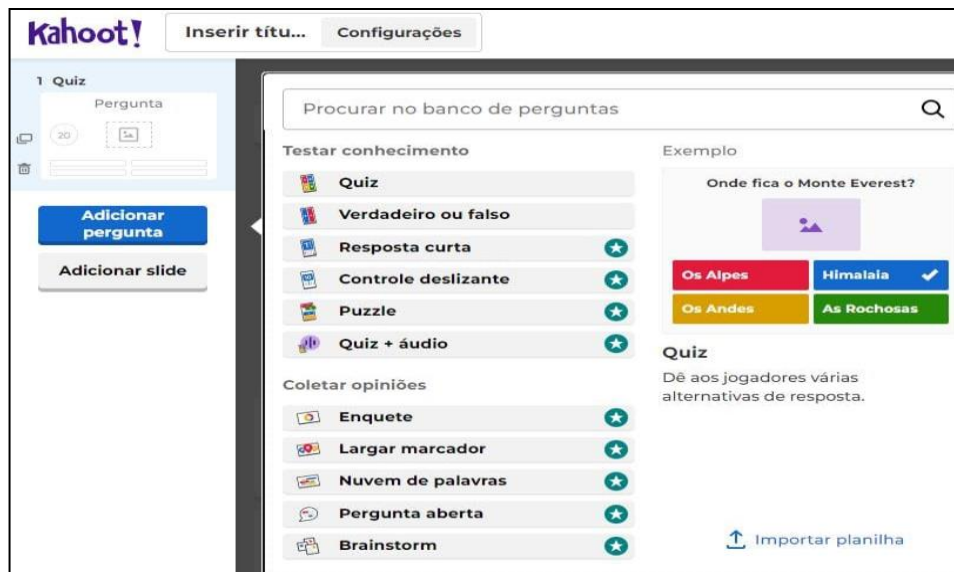 Kahoot!
Inserir títu...
Configurações
1 Quiz
Pergunta
20
Adicionar
pergunta
Adicionar slide
Procurar no banco de perguntas
Testar conhecimento
Quiz
Verdadeiro ou falso
Resposta curta
Controle deslizante
Puzzle
Quiz + áudio
Coletar opiniões
Enquete
Largar marcador
Nuvem de palavras
Pergunta aberta
Brainstorm
Exemplo
Onde fica o Monte Everest?
Os Alpes
Himalaia
Os Andes
As Rochosas
Quiz
Dê aos jogadores várias
alternativas de resposta.
Importar planilha